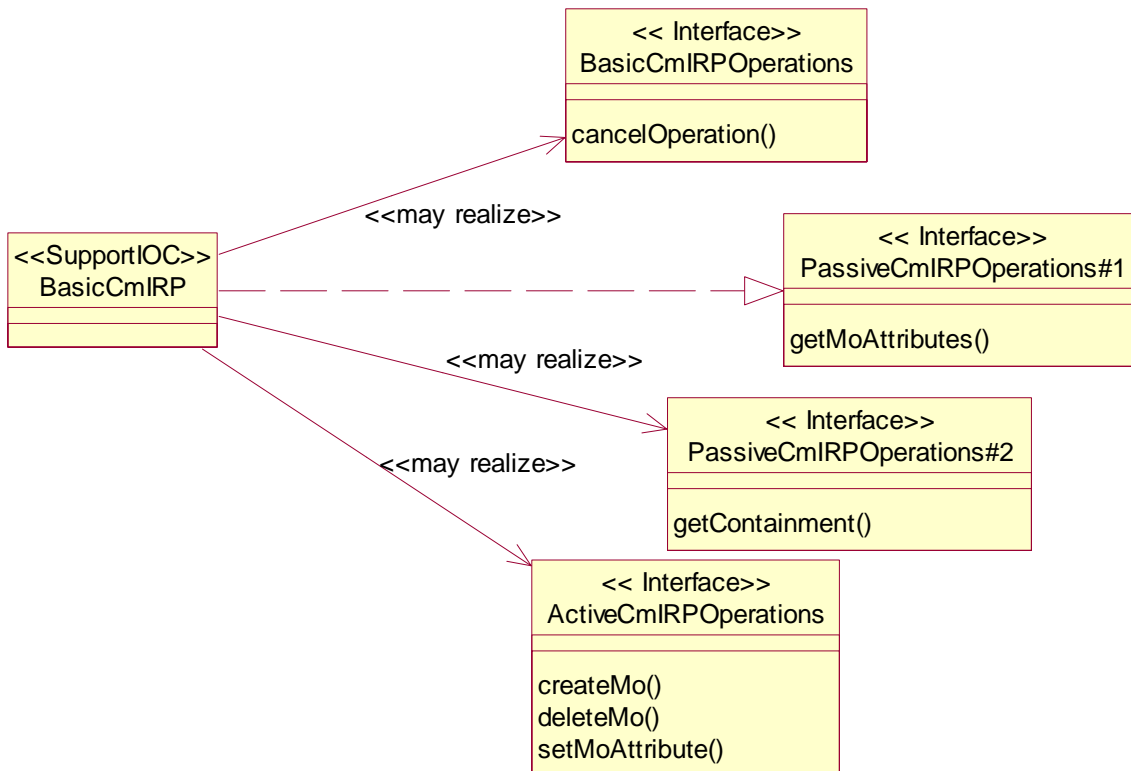 << Interface>>
BasicCmIRPOperations
cancelOperation()
<<may realize>>
<<SupportIOC>>
BasicCmIRP
<< Interface>>
PassiveCmIRPOperations#1
getMoAttributes()
<<may realize>>
<< Interface>>
PassiveCmIRPOperations#2
getContainment()
<<may realize>>
<< Interface>>
ActiveCmIRPOperations
createMo()
deleteMo()
setMoAttribute()